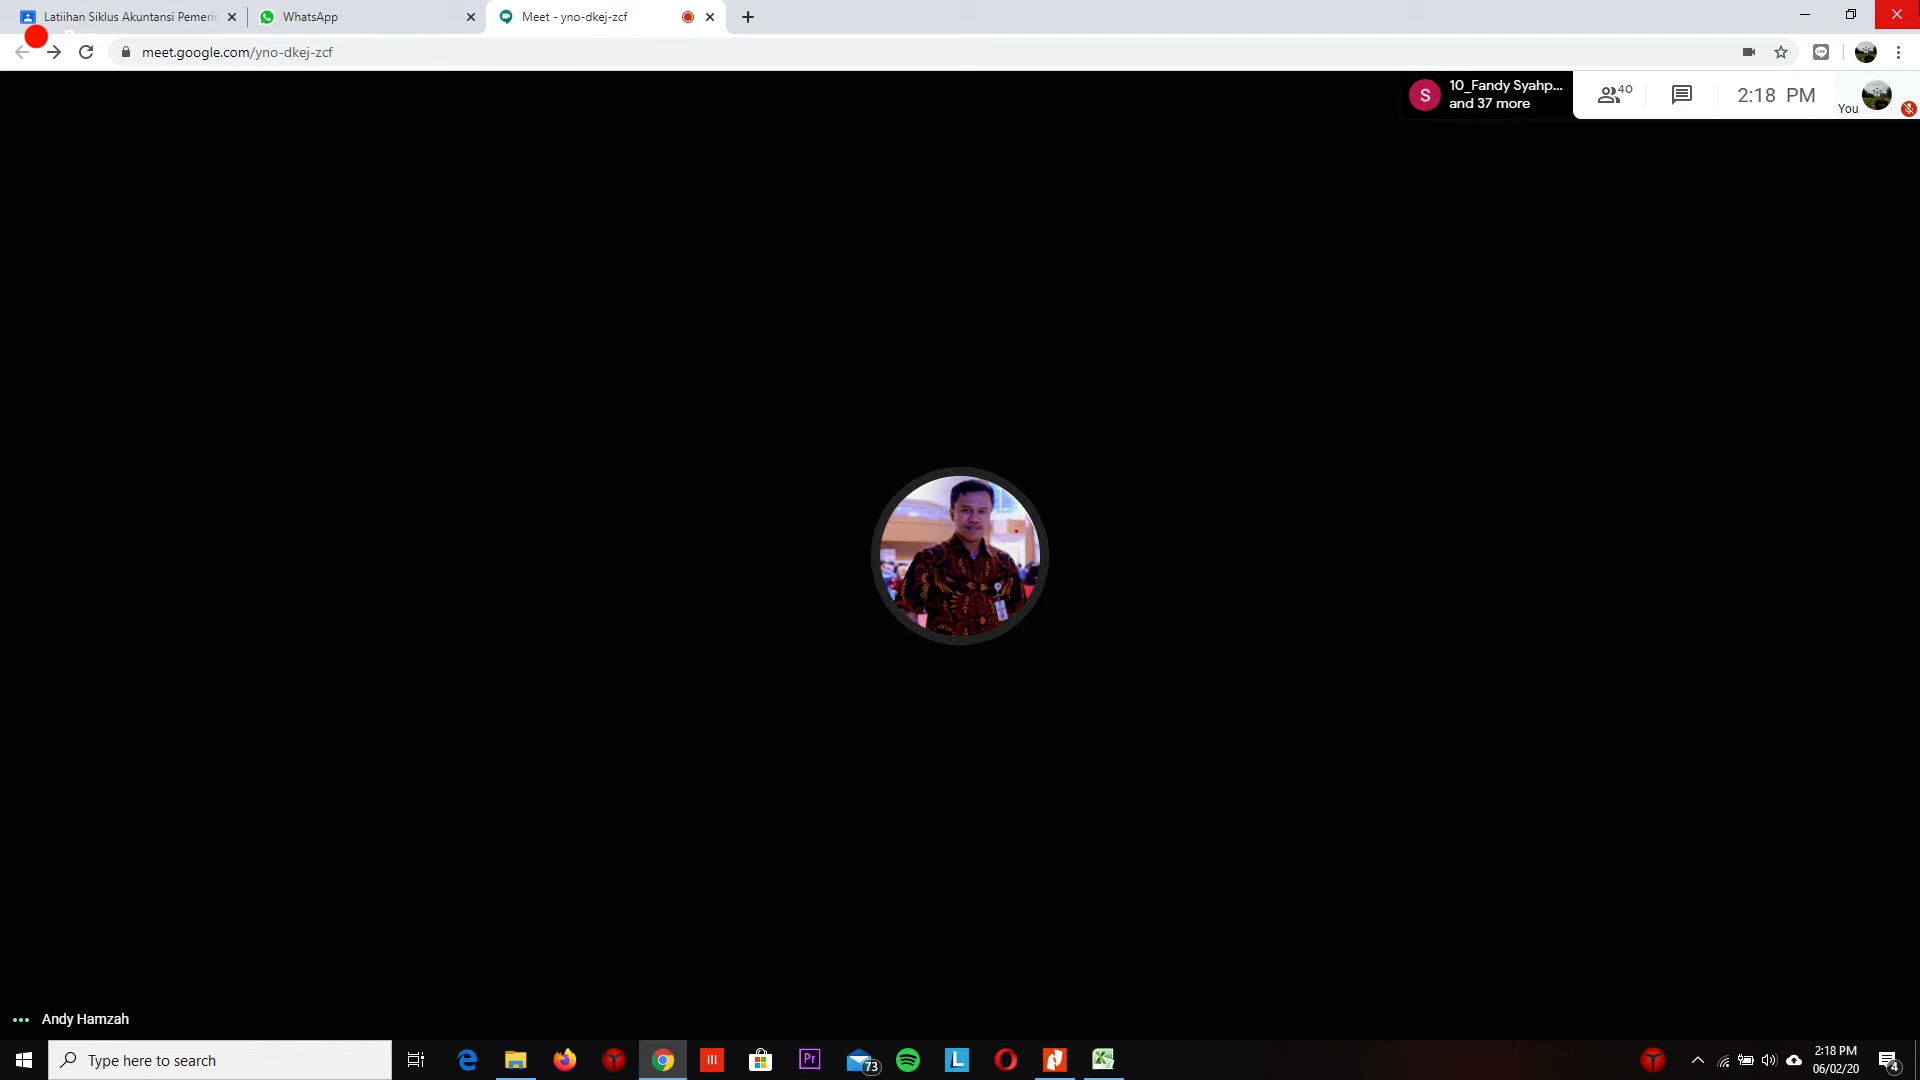 Latiihan Siklus Akuntansi Pemerin
WhatsApp
Meet - yno-dkej-zcf
meet.google.com/yno-dkej-zcf
S
10_Fandy Syahp...
and 37 more
40
2:18 PM
You
Andy Hamzah
Type here to search
Pr
73
L
2:18 PM
06/02/20
4